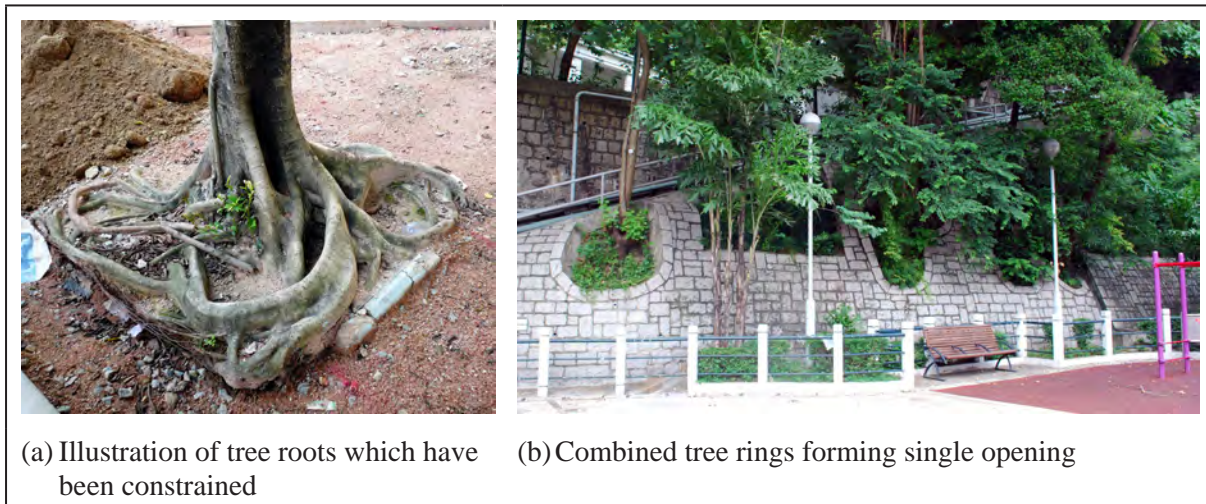 (a) Illustration of tree roots which have
been constrained
(b) Combined tree rings forming single opening